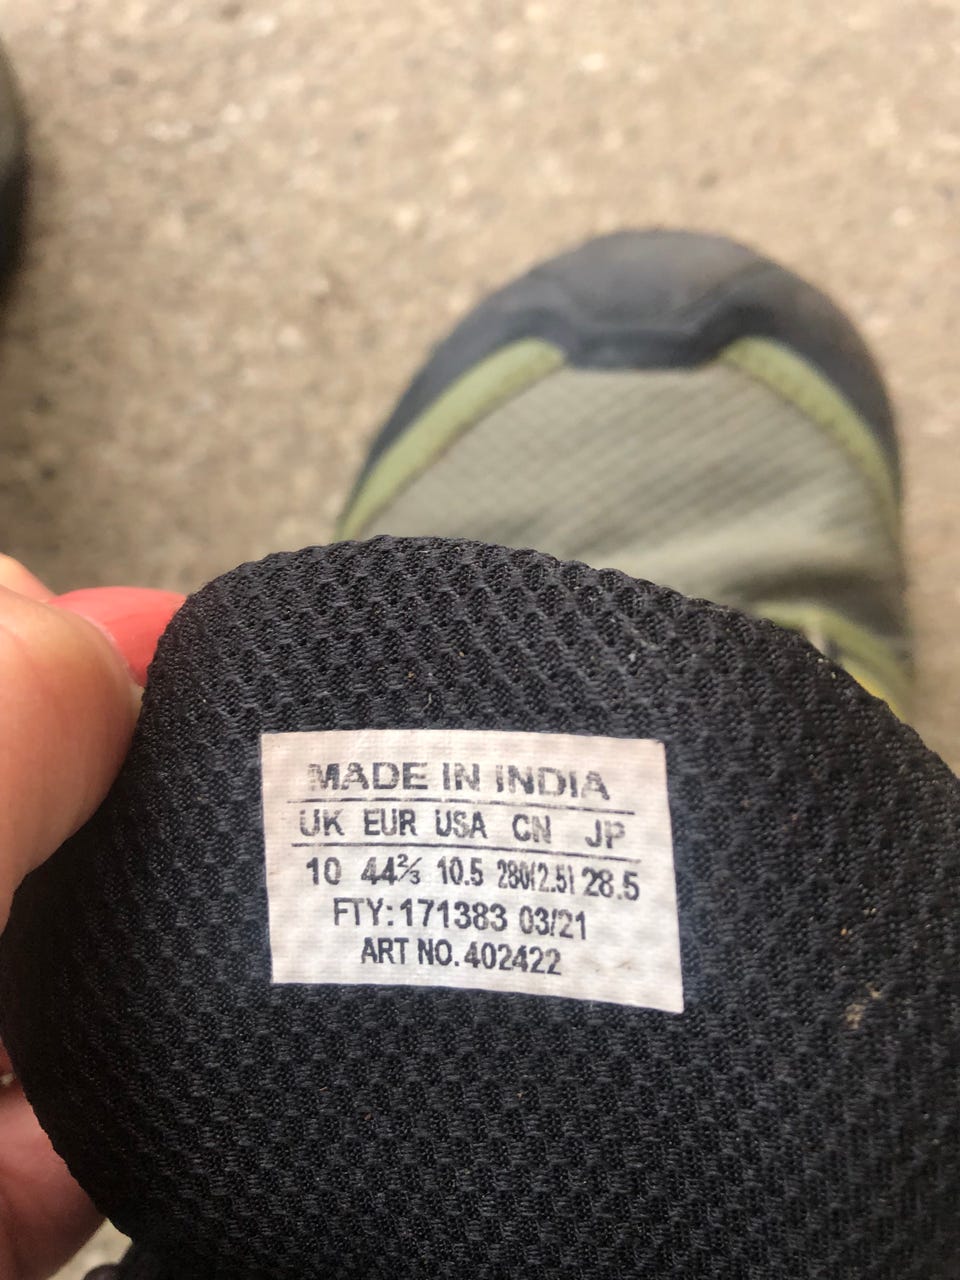 MADE IN INDIA
UK EUR USA CN JP
10 44⅔ 10.5 280(2.5) 28.5
FTY:171383 03/21
ART NO. 402422